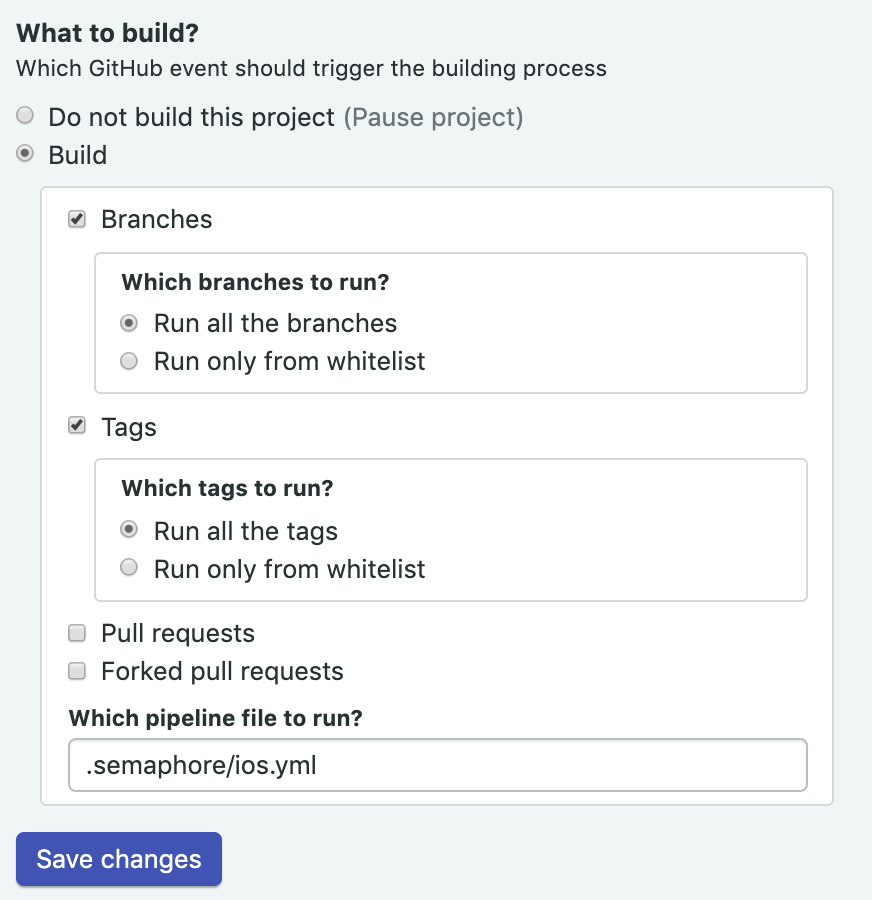 What to build?
Which GitHub event should trigger the building process
Do not build this project (Pause project)
Build
Branches
Which branches to run?
Run all the branches
Run only from whitelist
Tags
Which tags to run?
Run all the tags
Run only from whitelist
Pull requests
Forked pull requests
Which pipeline file to run?
.semaphore/ios.yml
Save changes